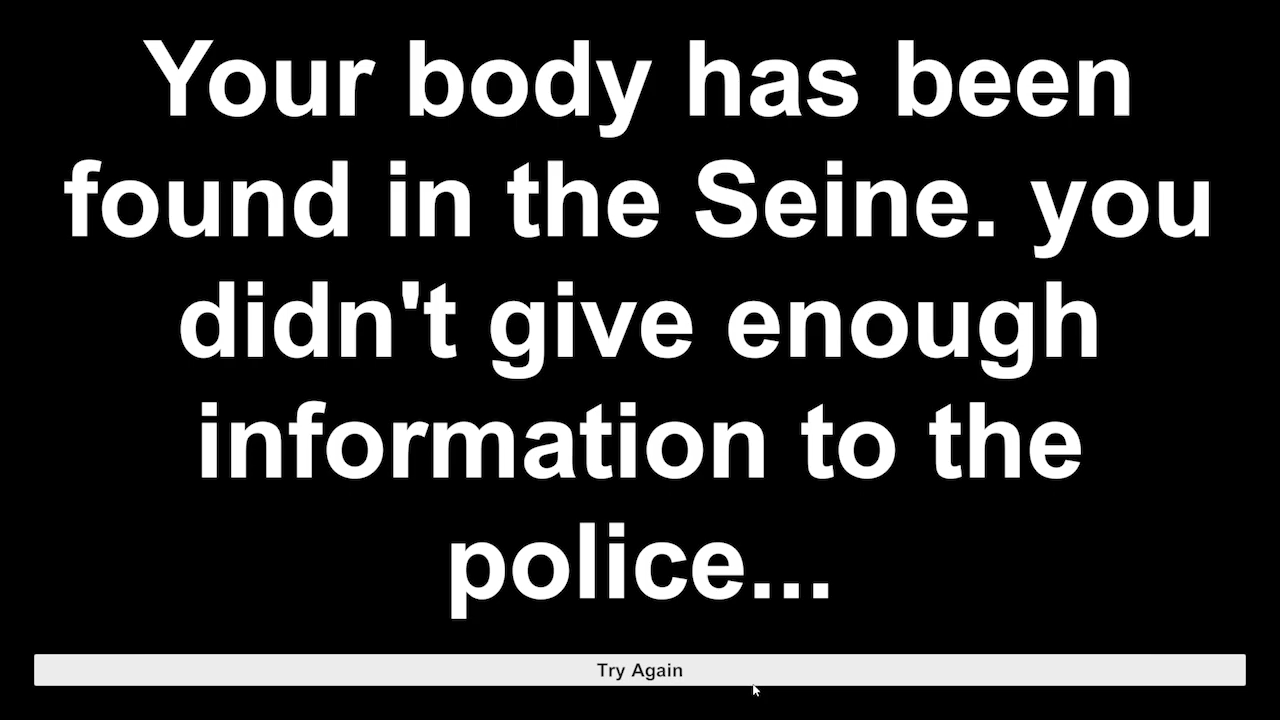 Your body has been
found in the Seine. you
didn't give enough
information to the
police...
Try Again